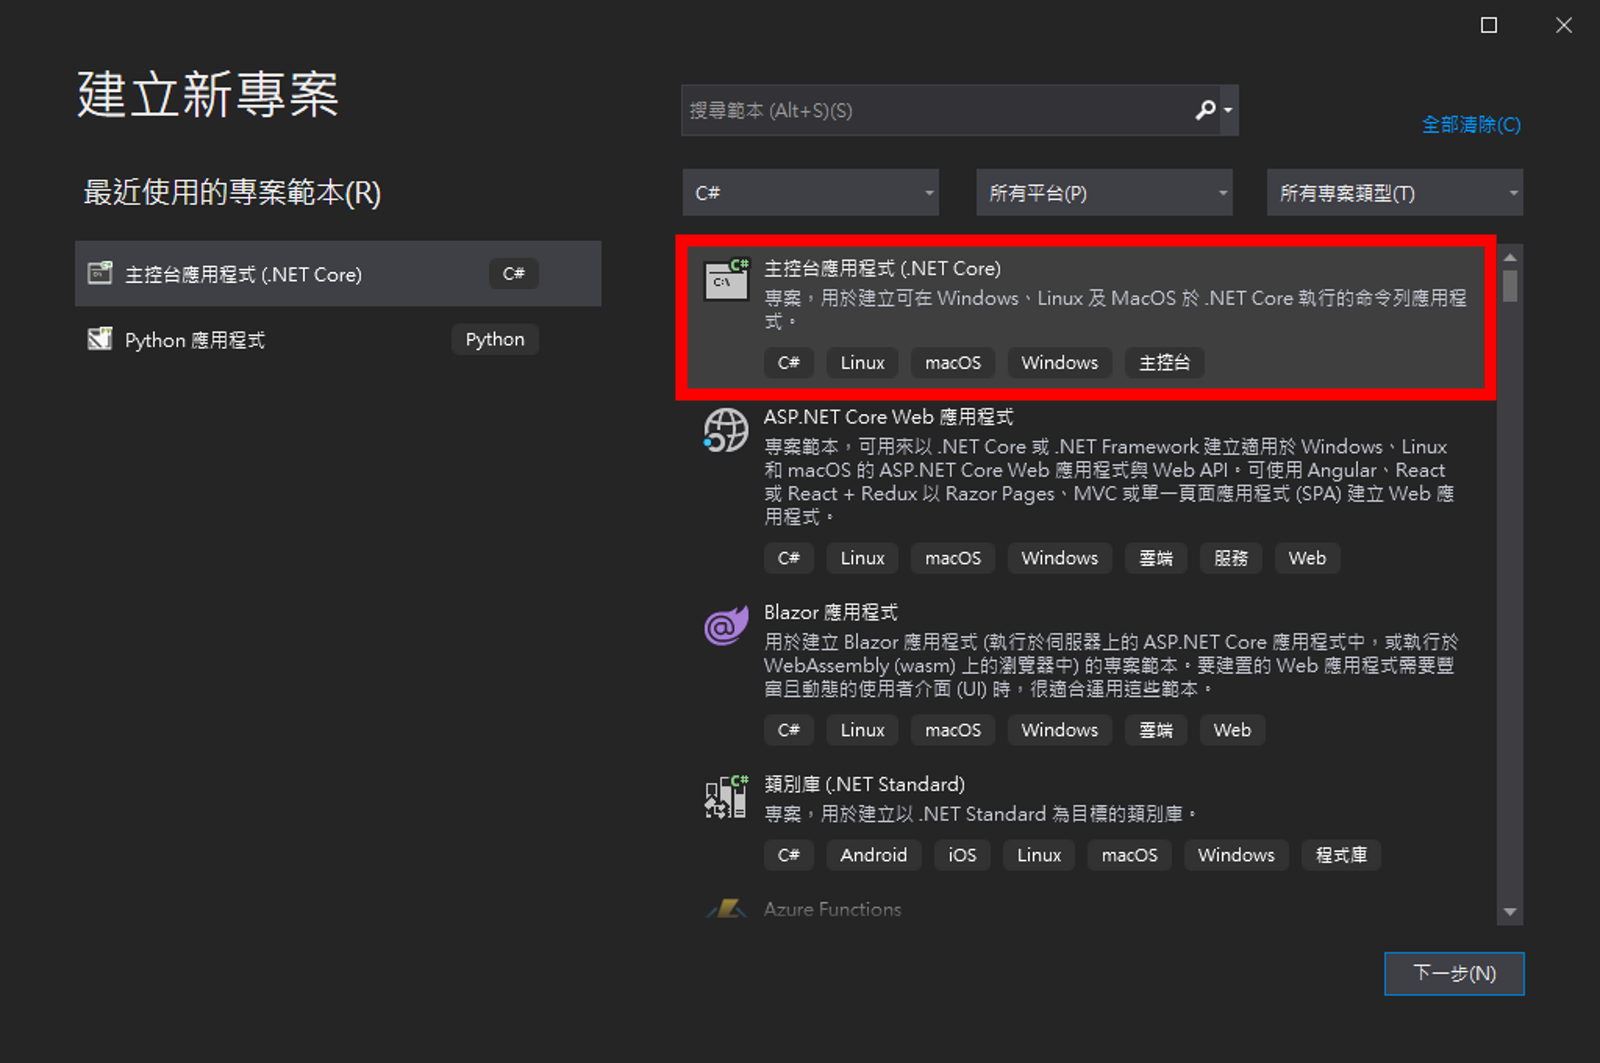 建立新專案
搜尋範本 (Alt+S)(S)
全部清除(C)
最近使用的專案範本(R)
C#
所有平台(P)
所有專案類型(T)
主控台應用程式 (.NET Core)
C#
Python 應用程式
Python
C#
C:\
主控台應用程式 (.NET Core)
專案，用於建立可在 Windows、Linux 及 MacOS 於 .NET Core 執行的命令列應用程
式。
C#
Linux
macOS
Windows
主控台
ASP.NET Core Web 應用程式
專案範本，可用來以 .NET Core 或 .NET Framework 建立適用於 Windows、Linux
和 macOS 的 ASP.NET Core Web 應用程式與 Web API。可使用 Angular、React
或 React + Redux 以 Razor Pages、MVC 或單一頁面應用程式 (SPA) 建立 Web 應
用程式。
C#
Linux
macOS
Windows
雲端
服務
Web
@
Blazor 應用程式
用於建立 Blazor 應用程式 (執行於伺服器上的 ASP.NET Core 應用程式中，或執行於
WebAssembly (wasm) 上的瀏覽器中) 的專案範本。要建置的 Web 應用程式需要豐
富且動態的使用者介面 (UI) 時，很適合運用這些範本。
C#
Linux
macOS
Windows
雲端
Web
C#
類別庫 (.NET Standard)
專案，用於建立以 .NET Standard 為目標的類別庫。
C#
Android
iOS
Linux
macOS
Windows
程式庫
Azure Functions
下一步(N)